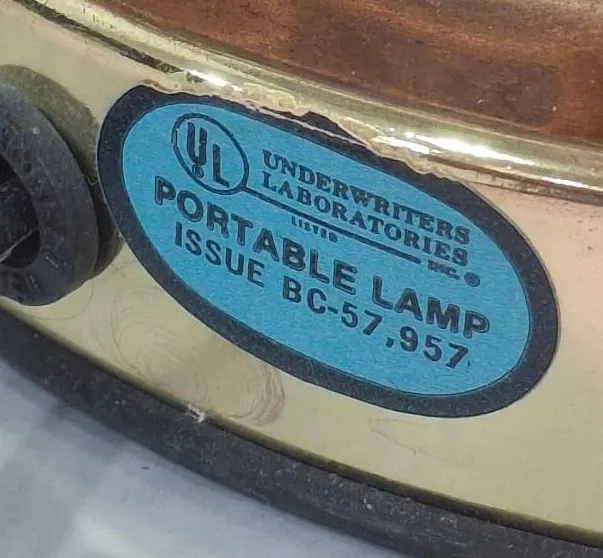 UL®
UNDERWRITERS
LABORATORIES
INC.®
LISTED
PORTABLE LAMP
ISSUE BC-57,957